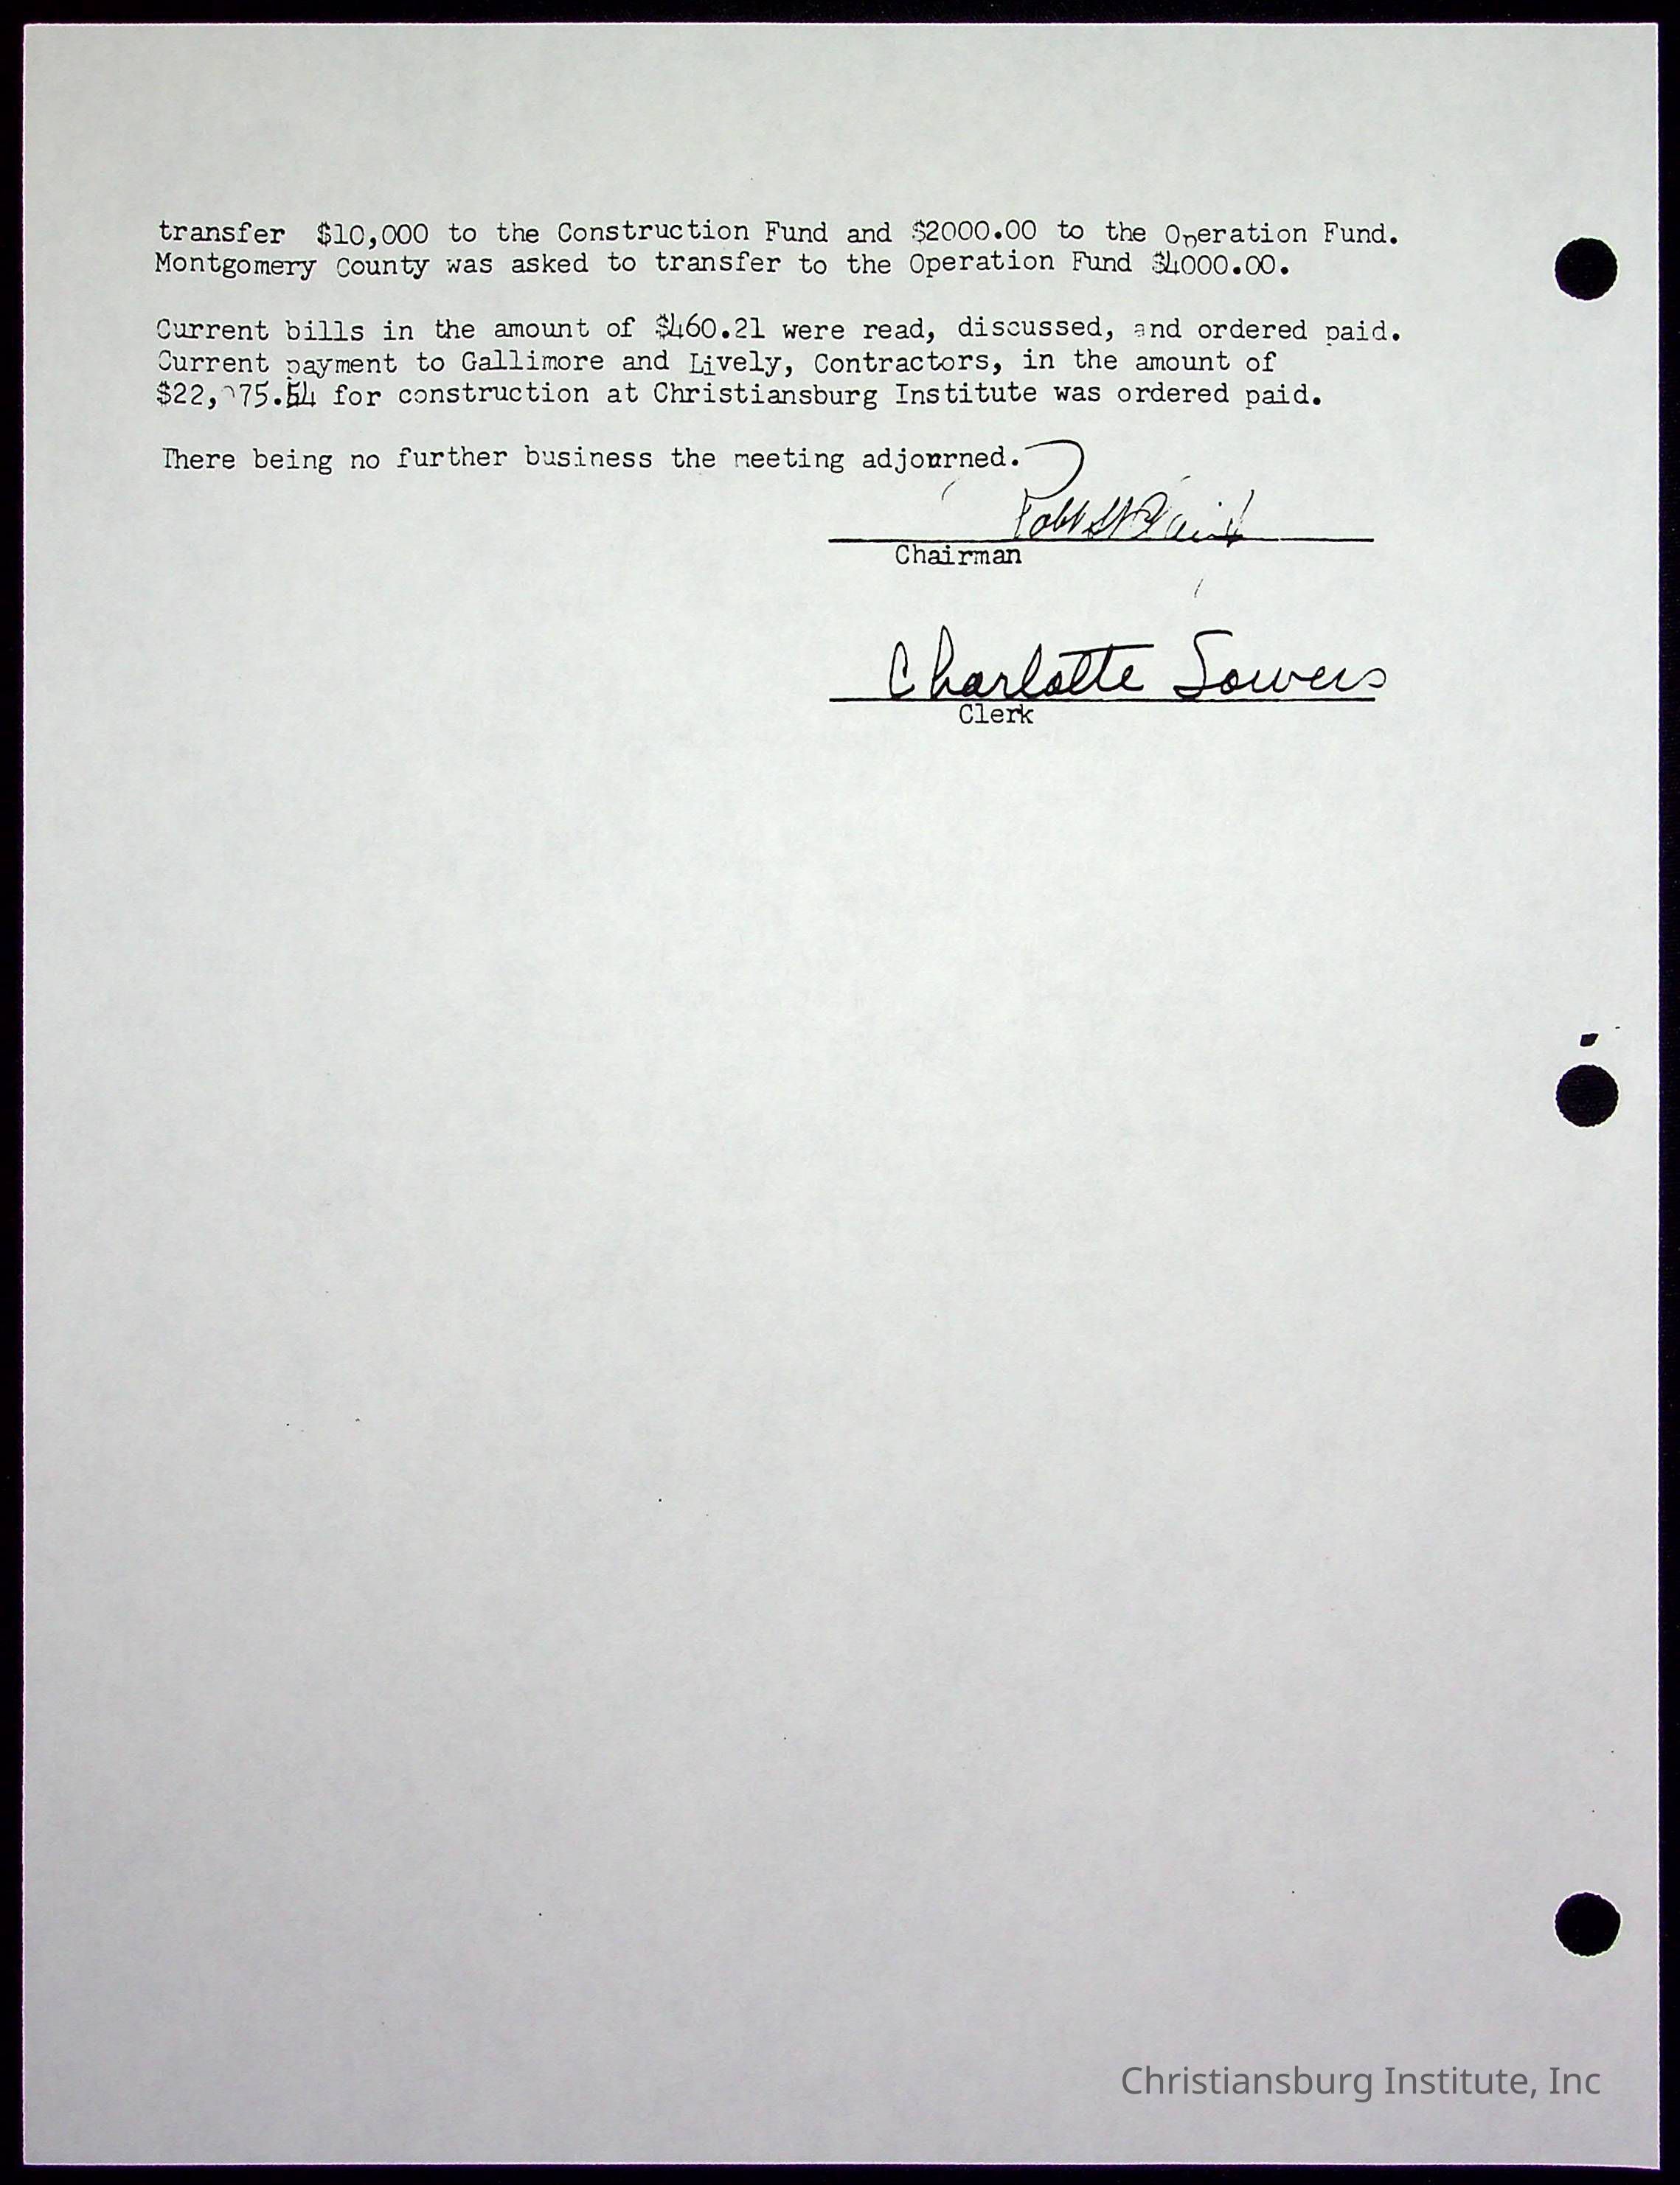 transfer $10,000 to the Construction Fund and $2000.00 to the Operation Fund.
Montgomery County was asked to transfer to the Operation Fund $4000.00.
Current bills in the amount of $460.21 were read, discussed, and ordered paid.
Current payment to Gallimore and Lively, Contractors, in the amount of
for construction at Christiansburg Institute was ordered paid.
There being no further business the meeting adjourned.
Chairman
Charlotte Sowers
Clerk
Christiansburg Institute, Inc